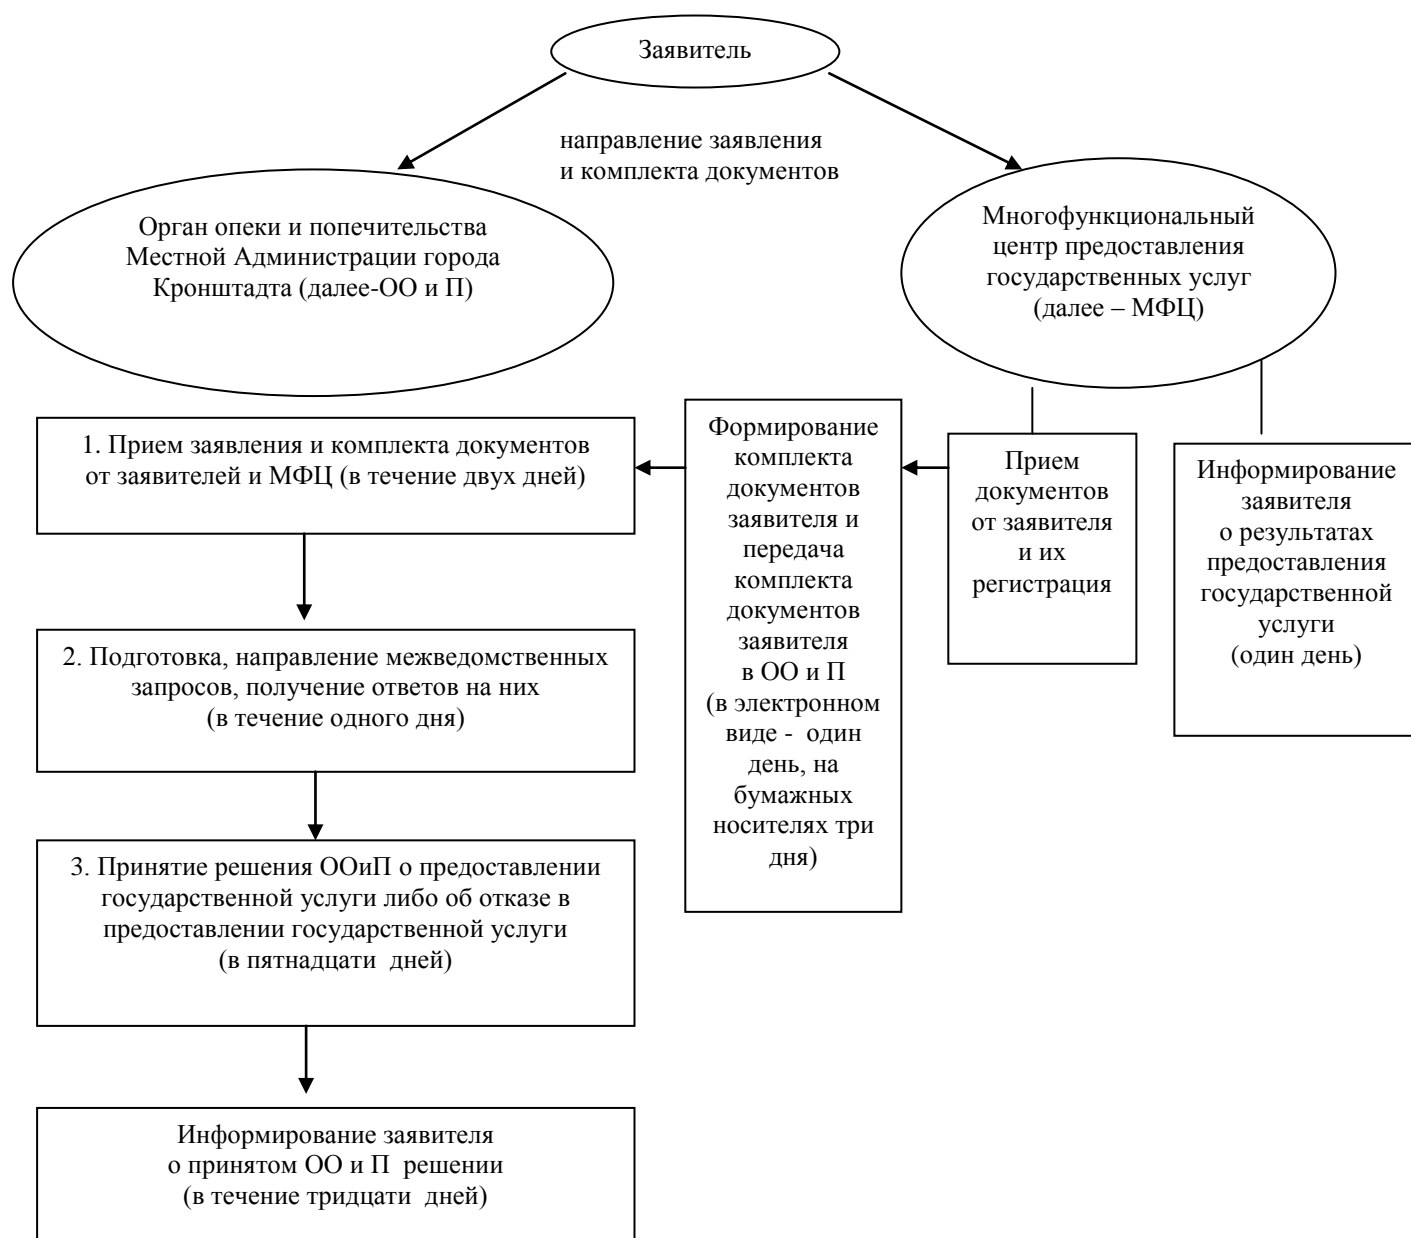 Заявитель
направление заявления
и комплекта документов
Орган опеки и попечительства
Местной Администрации города
Кронштадта (далее-ОО и П)
Многофункциональный
центр предоставления
государственных услуг
(далее – МФЦ)
1. Прием заявления и комплекта документов
от заявителей и МФЦ (в течение двух дней)
Формирование
комплекта
документов
заявителя и
передача
комплекта
документов
заявителя
в ОО и П
(в электронном
виде - один
день, на
бумажных
носителях три
дня)
Прием
документов
от заявителя
и их
регистрация
Информирование
заявителя
о результатах
предоставления
государственной
услуги
(один день)
2. Подготовка, направление межведомственных
запросов, получение ответов на них
(в течение одного дня)
3. Принятие решения ООиП о предоставлении
государственной услуги либо об отказе в
предоставлении государственной услуги
(в пятнадцати дней)
Информирование заявителя
о принятом ОО и П решении
(в течение тридцати дней)